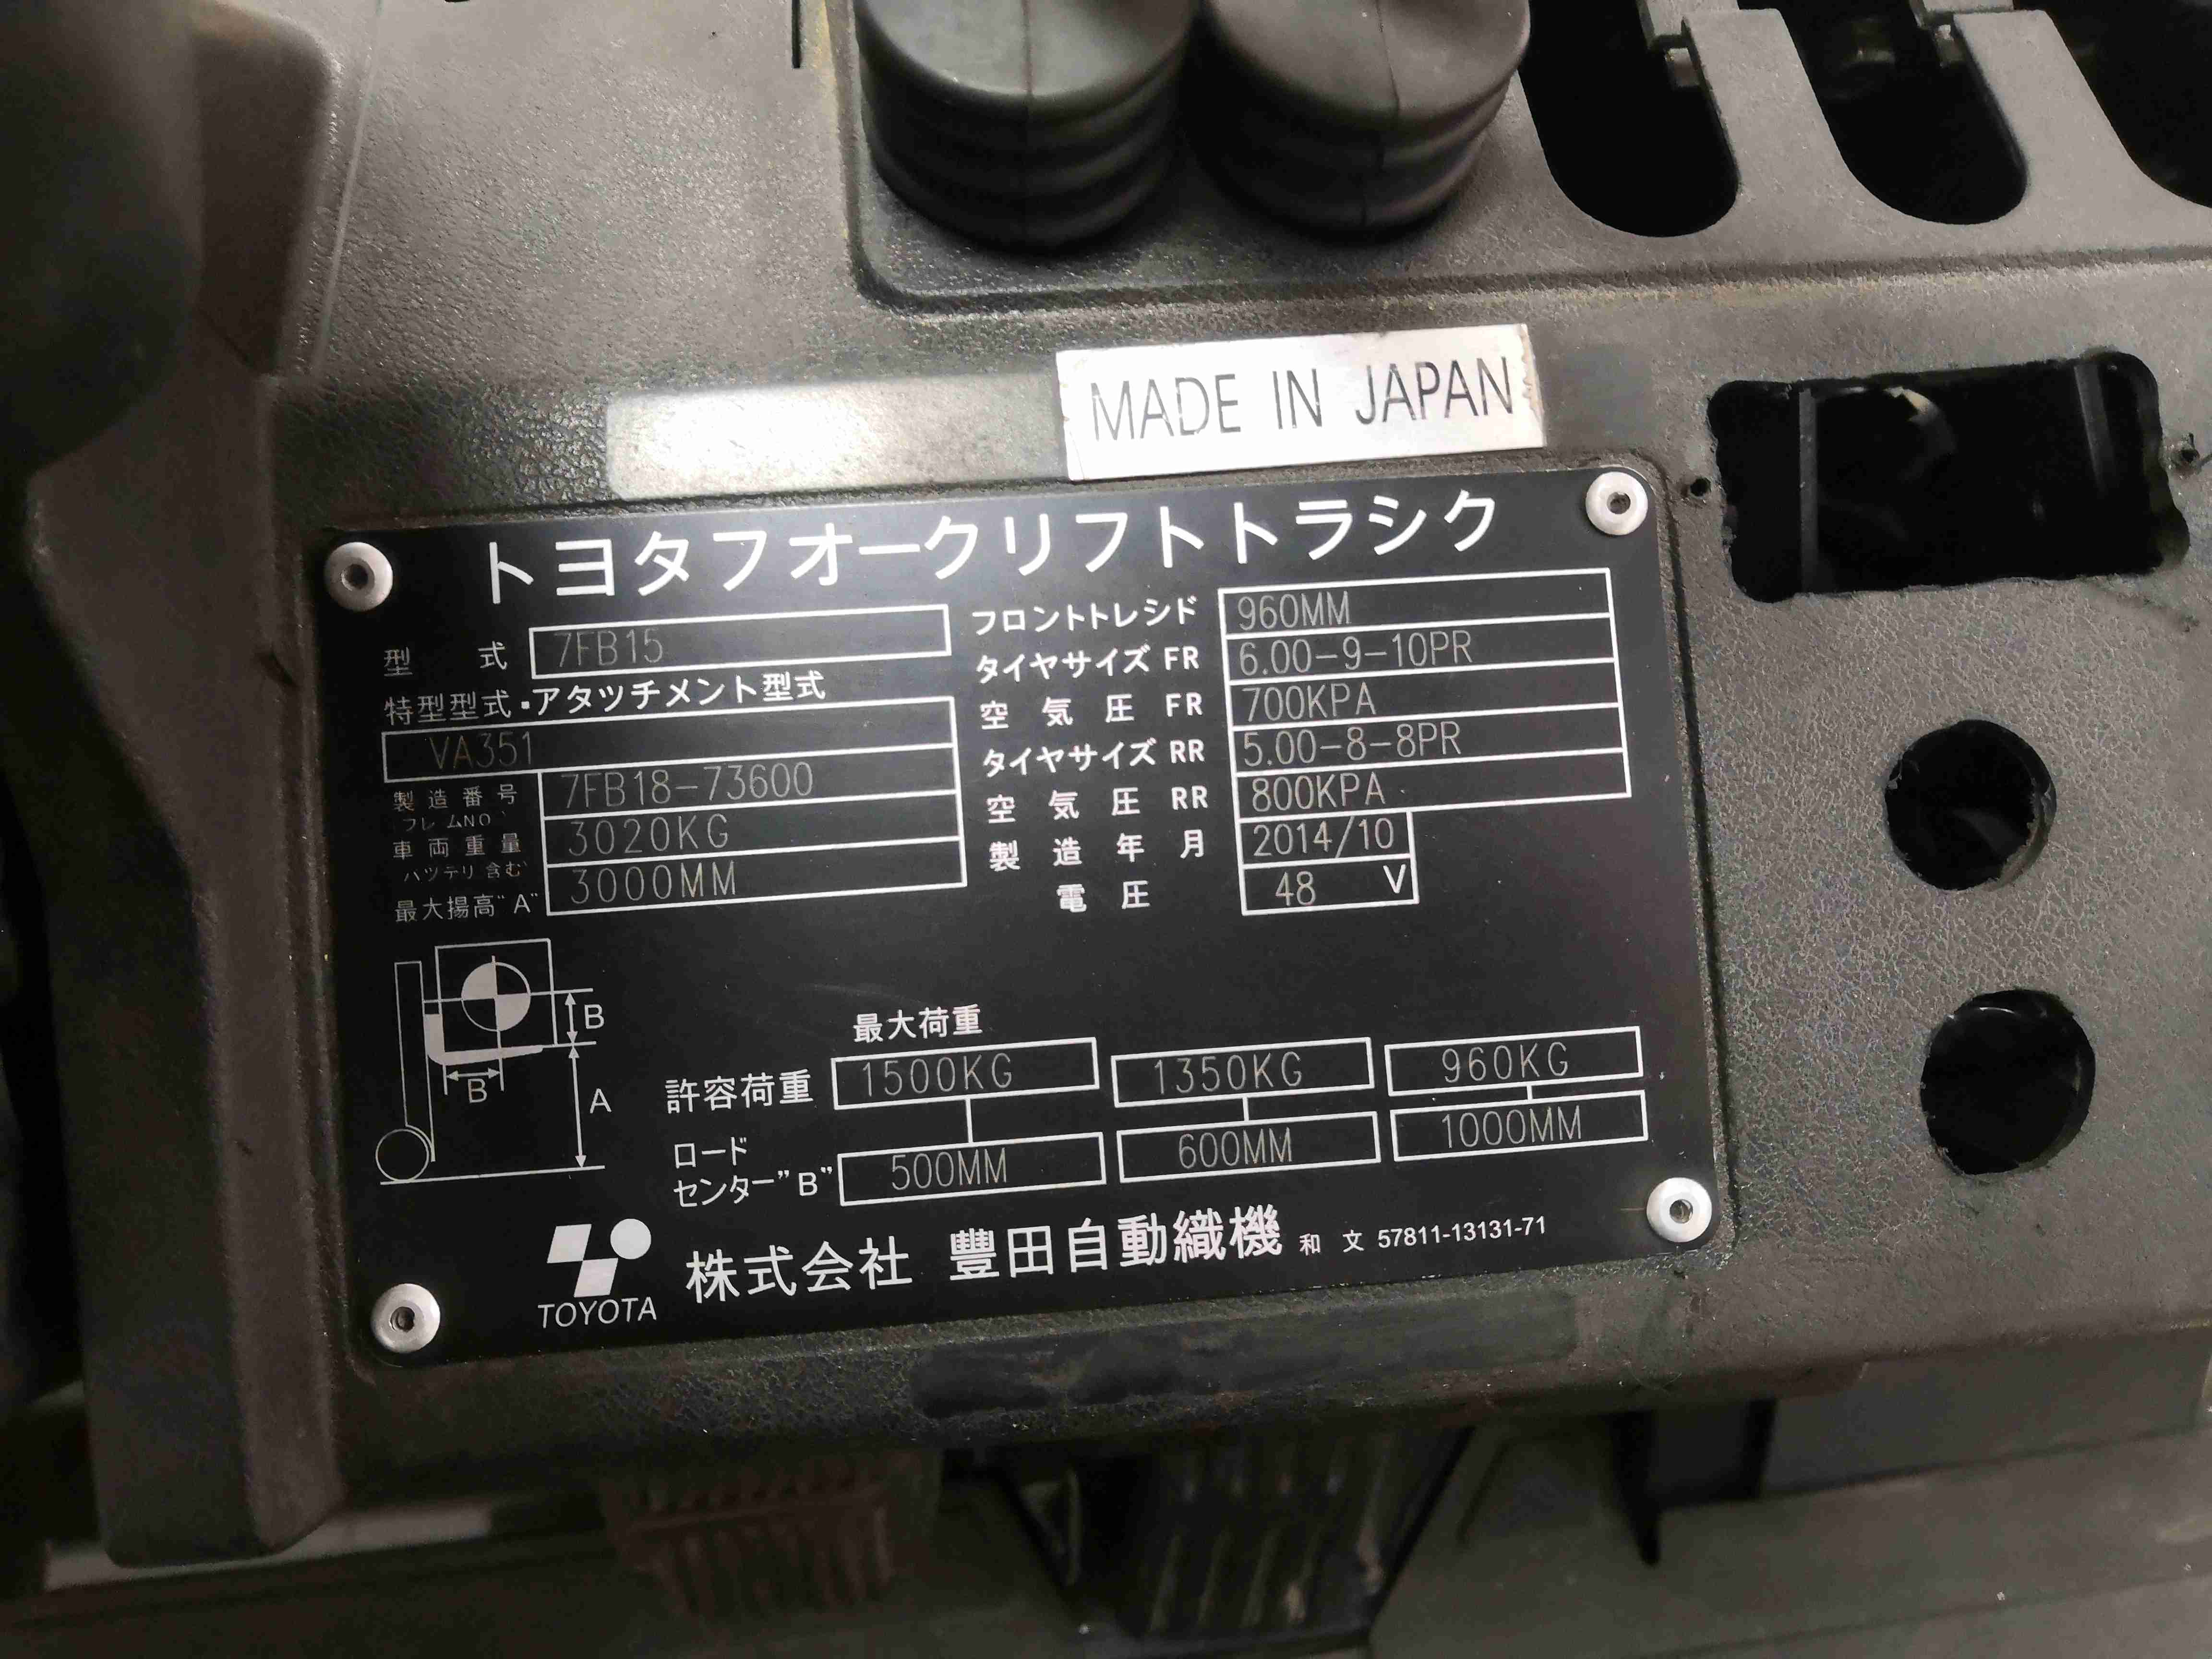 MADE IN JAPAN
トヨタフオークリフトトラシク
型 式 7FB15
特型型式・アタツチメント型式
VA351
製造番号 7FB18-73600
フレムNO
車両重量 3020KG
ハツテリ含む
最大揚高"A" 3000MM
フロントトレシド 960MM
タイヤサイズ FR 6.00-9-10PR
空気圧 FR 700KPA
タイヤサイズ RR 5.00-8-8PR
空気圧 RR 800KPA
製造年月 2014/10
電圧 48 V
B
B
A
最大荷重
許容荷重 1500KG 1350KG 960KG
ロード
センター"B" 500MM 600MM 1000MM
TOYOTA 株式会社 豊田自動織機 和文 57811-13131-71